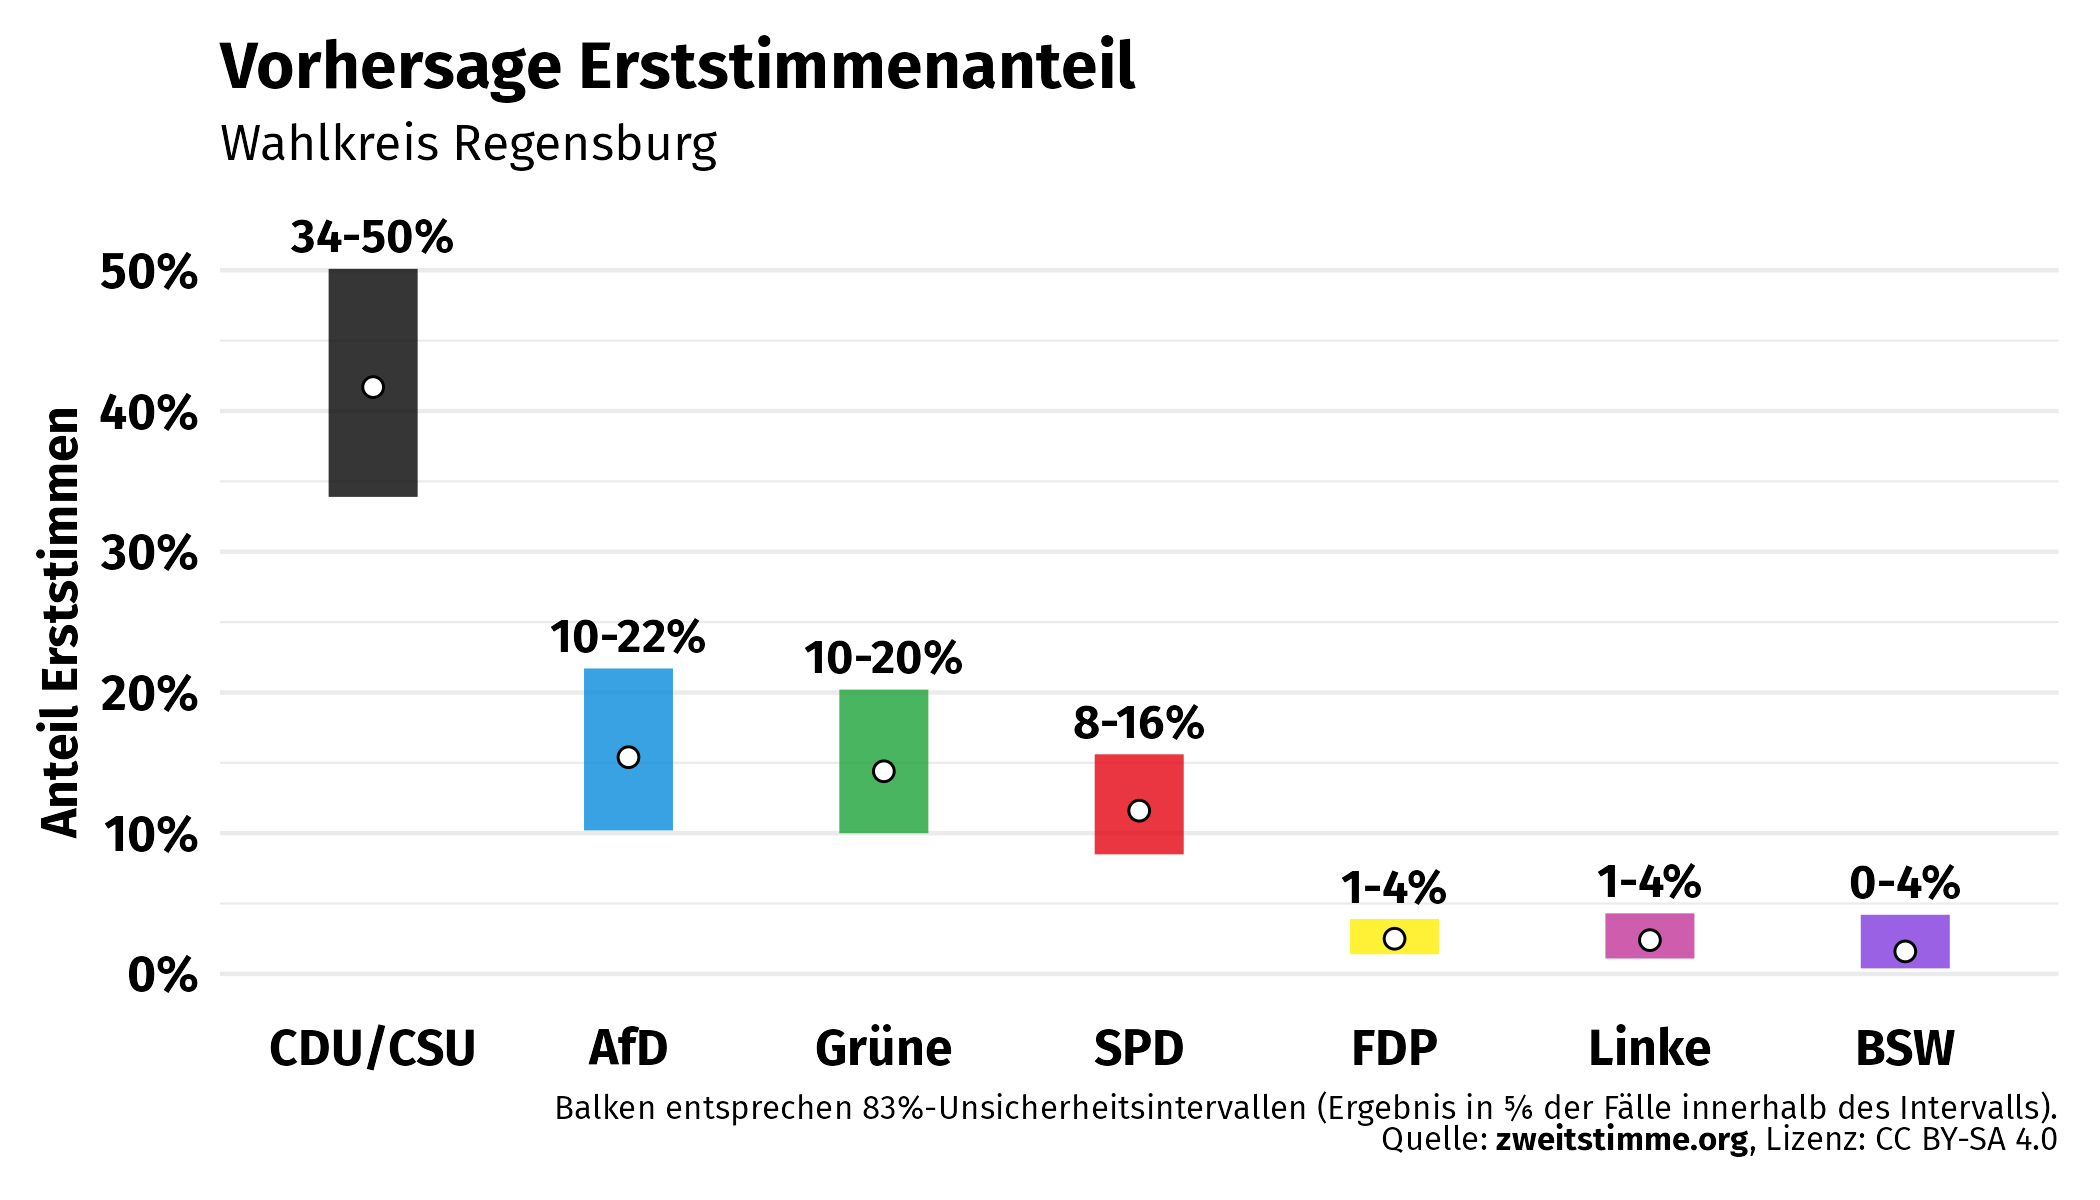 Vorhersage Erststimmenanteil
Wahlkreis Regensburg
Anteil Erststimmen
50%
40%
30%
20%
10%
0%
34-50%
10-22%
10-20%
8-16%
1-4%
1-4%
0-4%
CDU/CSU
AfD
Grüne
SPD
FDP
Linke
BSW
Balken entsprechen 83%-Unsicherheitsintervallen (Ergebnis in ⅚ der Fälle innerhalb des Intervalls).
Quelle: zweitstimme.org, Lizenz: CC BY-SA 4.0